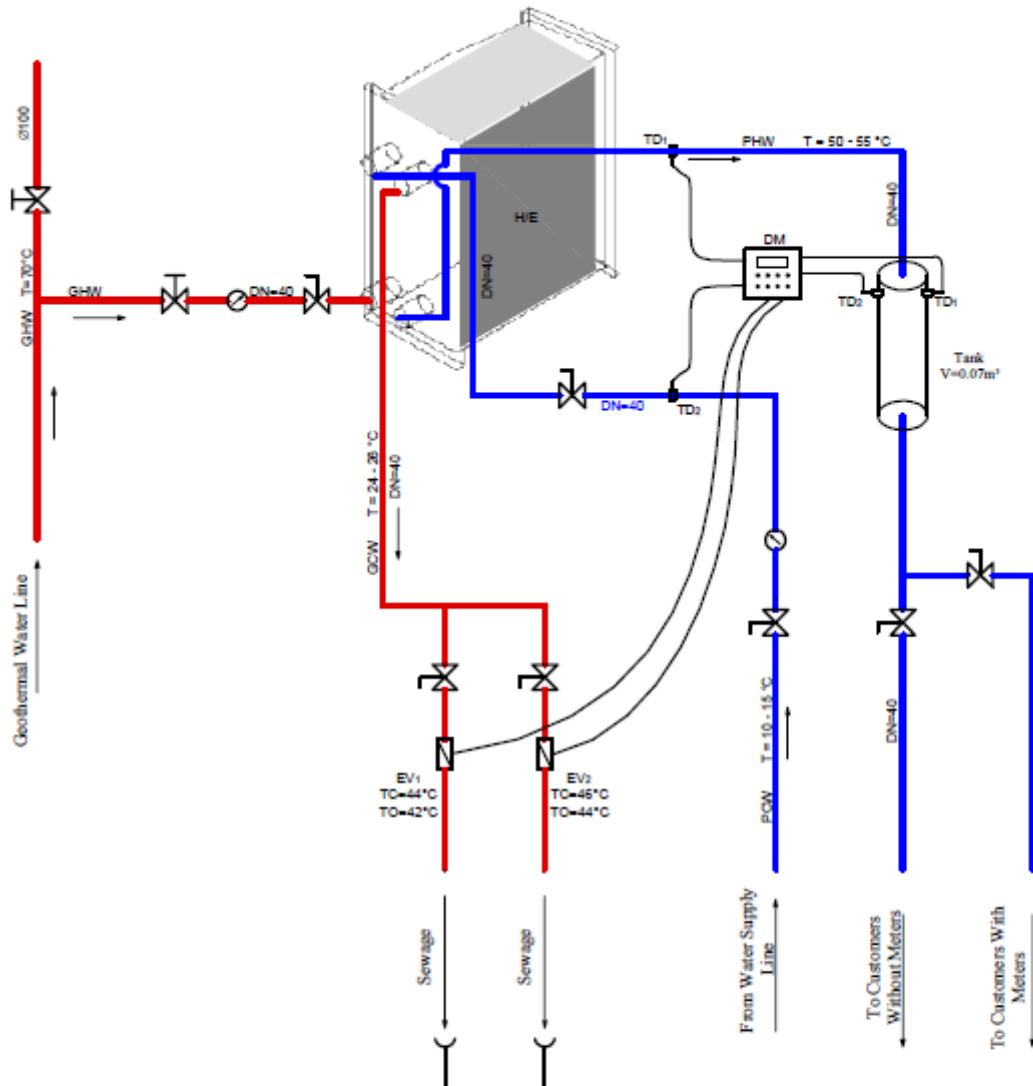 Ø100
TD1
PHW
T = 50 - 55 °C
DN=40
H/E
DM
T=70°C
GHW
GHW
DN=40
DN=40
TD2
TD1
Tank
V=0.07m³
DN=40
TD2
T = 24 - 26 °C
DN=40
GCW
Geothermal Water Line
T = 10 - 15 °C
PCW
DN=40
EV1
TC=44°C
TO=42°C
EV2
TC=46°C
TO=44°C
Sewage
Sewage
From Water Supply
Line
To Customers
Without Meters
To Customers With
Meters